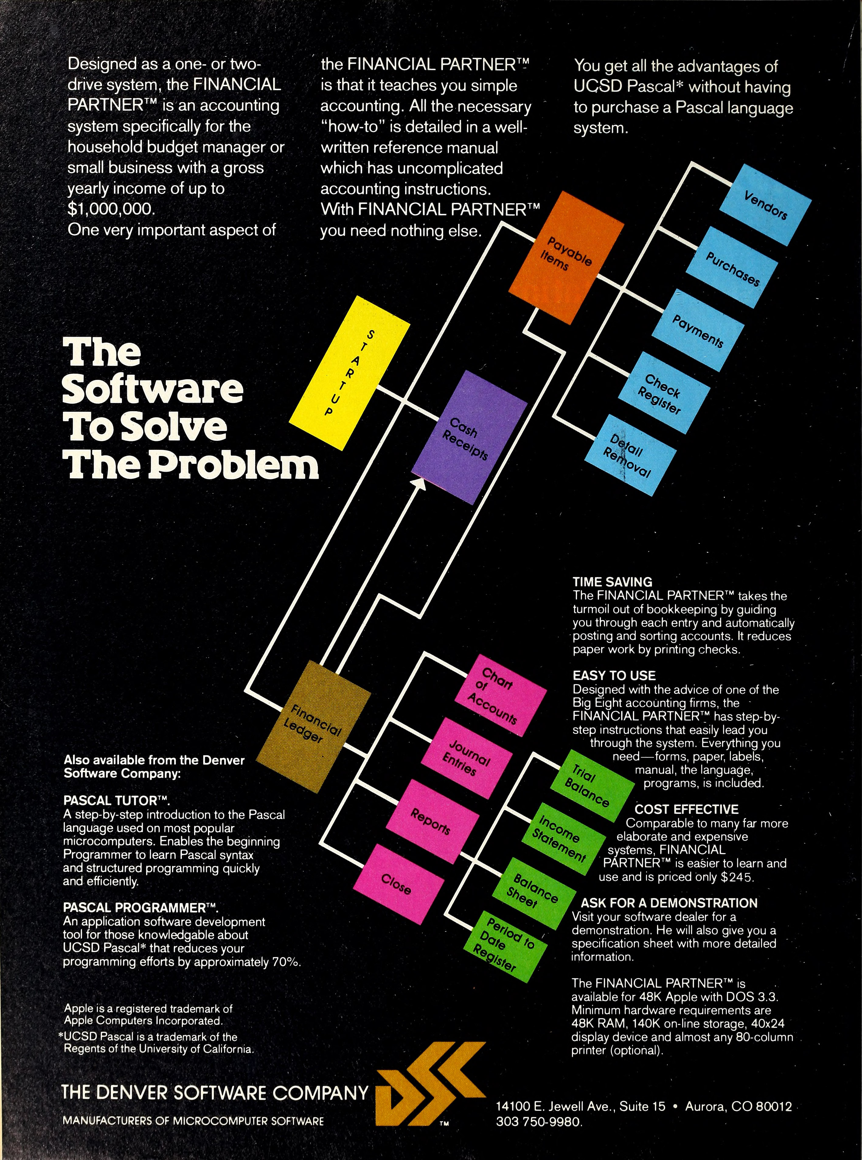 Designed as a one- or two-
drive system, the FINANCIAL
PARTNER™ is an accounting
system specifically for the
household budget manager or
small business with a gross
yearly income of up to
$1,000,000.
One very important aspect of
the FINANCIAL PARTNER™
is that it teaches you simple
accounting. All the necessary
“how-to” is detailed in a well-
written reference manual
which has uncomplicated
accounting instructions.
With FINANCIAL PARTNER™
you need nothing else.
You get all the advantages of
UCSD Pascal* without having
to purchase a Pascal language
system.
The
Software
To Solve
The Problem
STARTUP
Payable
Items
Cash
Receipts
Vendors
Purchases
Payments
Check
Register
Detail
Removal
Financial
Ledger
Chart
of
Accounts
Journal
Entries
Reports
Close
Trial
Balance
Income
Statement
Balance
Sheet
Period to
Date
Register
Also available from the Denver
Software Company:
PASCAL TUTOR™.
A step-by-step introduction to the Pascal
language used on most popular
microcomputers. Enables the beginning
Programmer to learn Pascal syntax
and structured programming quickly
and efficiently.
PASCAL PROGRAMMER™.
An application software development
tool for those knowledgable about
UCSD Pascal* that reduces your
programming efforts by approximately 70%.
Apple is a registered trademark of
Apple Computers Incorporated.
*UCSD Pascal is a trademark of the
Regents of the University of California.
TIME SAVING
The FINANCIAL PARTNER™ takes the
turmoil out of bookkeeping by guiding
you through each entry and automatically
posting and sorting accounts. It reduces
paper work by printing checks.
EASY TO USE
Designed with the advice of one of the
Big Eight accounting firms, the
FINANCIAL PARTNER™ has step-by-
step instructions that easily lead you
through the system. Everything you
need—forms, paper, labels,
manual, the language,
programs, is included.
COST EFFECTIVE
Comparable to many far more
elaborate and expensive
systems, FINANCIAL
PARTNER™ is easier to learn and
use and is priced only $245.
ASK FOR A DEMONSTRATION
Visit your software dealer for a
demonstration. He will also give you a
specification sheet with more detailed
information.
The FINANCIAL PARTNER™ is
available for 48K Apple with DOS 3.3.
Minimum hardware requirements are
48K RAM, 140K on-line storage, 40x24
display device and almost any 80-column
printer (optional).
THE DENVER SOFTWARE COMPANY
MANUFACTURERS OF MICROCOMPUTER SOFTWARE
DSC™
14100 E. Jewell Ave., Suite 15 • Aurora, CO 80012
303 750-9980.